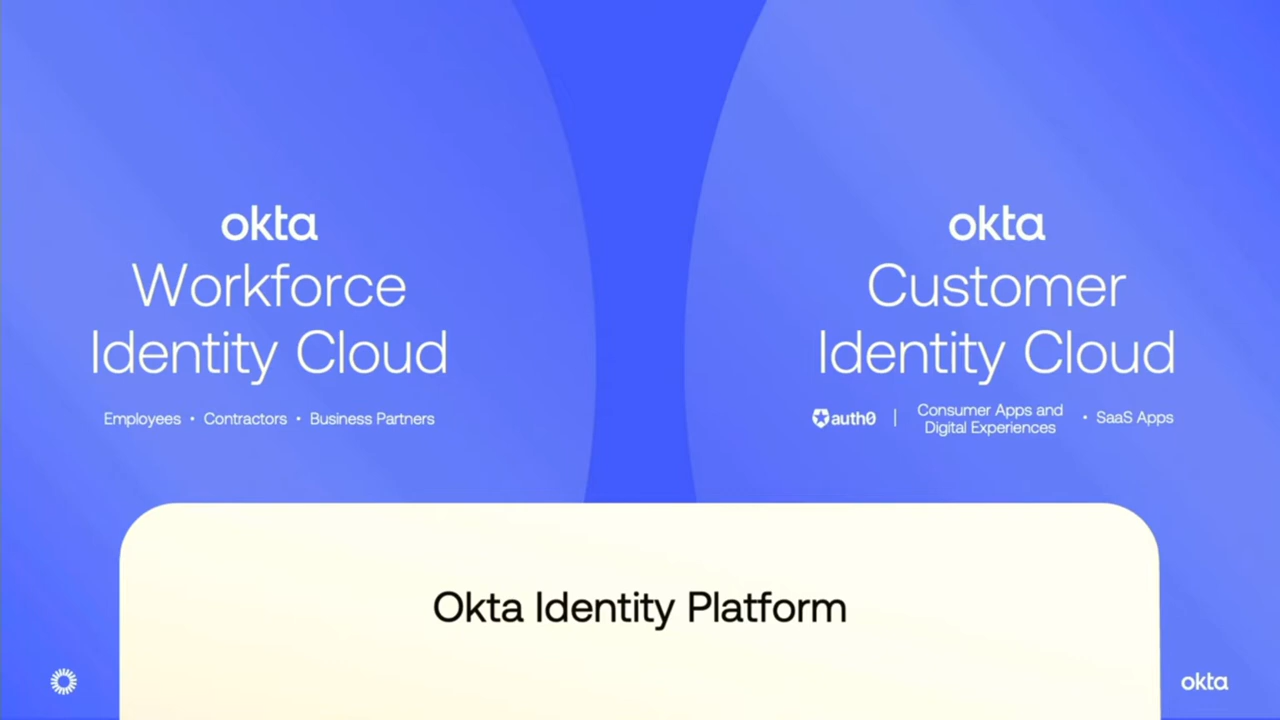 okta
Workforce
Identity Cloud
Employees • Contractors • Business Partners
okta
Customer
Identity Cloud
auth0 | Consumer Apps and
Digital Experiences • SaaS Apps
Okta Identity Platform
okta